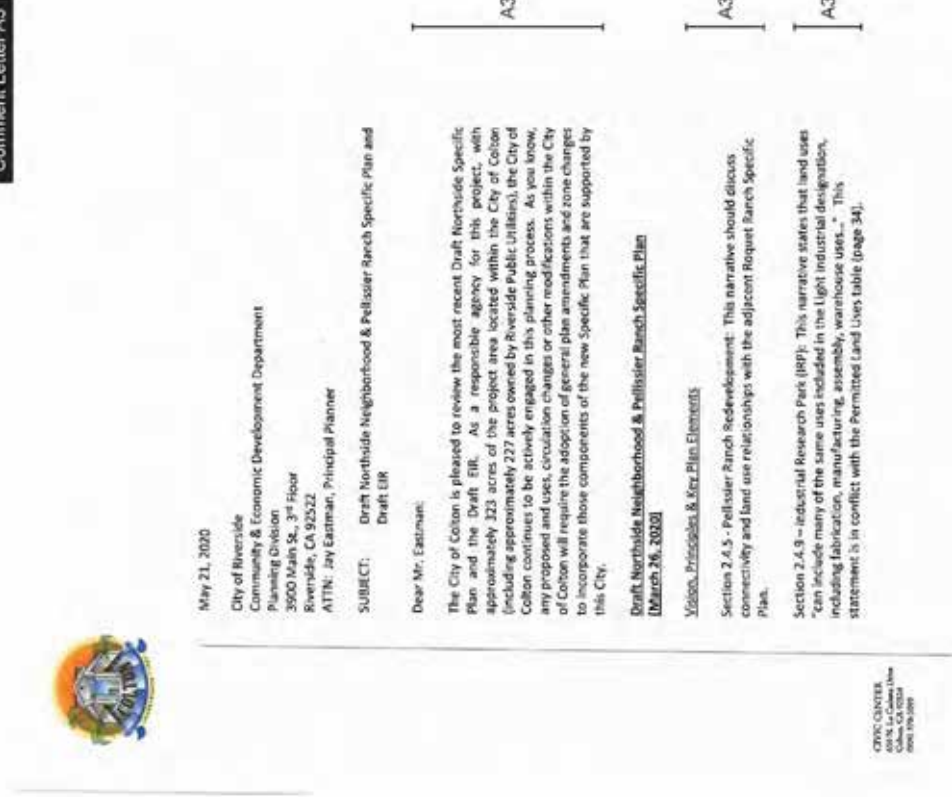 Comment Letter A3
COLTON
May 21, 2020
City of Riverside
Community & Economic Development Department
Planning Division
3900 Main St., 3rd Floor
Riverside, CA 92522
ATTN: Jay Eastman, Principal Planner
SUBJECT: Draft Northside Neighborhood & Pellissier Ranch Specific Plan and
Draft EIR
Dear Mr. Eastman:
The City of Colton is pleased to review the most recent Draft Northside Specific
Plan and the Draft EIR. As a responsible agency for this project, with
approximately 323 acres of the project area located within the City of Colton
(including approximately 227 acres owned by Riverside Public Utilities), the City of
Colton continues to be actively engaged in this planning process. As you know,
any proposed and uses, circulation changes or other modifications within the City
of Colton will require the adoption of general plan amendments and zone changes
to incorporate those components of the new Specific Plan that are supported by
this City.
A3
Draft Northside Neighborhood & Pellissier Ranch Specific Plan
[March 26, 2020]
Vision, Principles & Key Plan Elements
Section 2.4.5 - Pellissier Ranch Redevelopment: This narrative should discuss
connectivity and land use relationships with the adjacent Roquet Ranch Specific
Plan.
A3
Section 2.4.9 – Industrial Research Park (IRP): This narrative states that land uses
"can include many of the same uses included in the Light Industrial designation,
including fabrication, manufacturing, assembly, warehouse uses..." This
statement is in conflict with the Permitted Land Uses table (page 34).
A3
CIVIC CENTER
650 N. La Cadena Drive
Colton, CA 92324